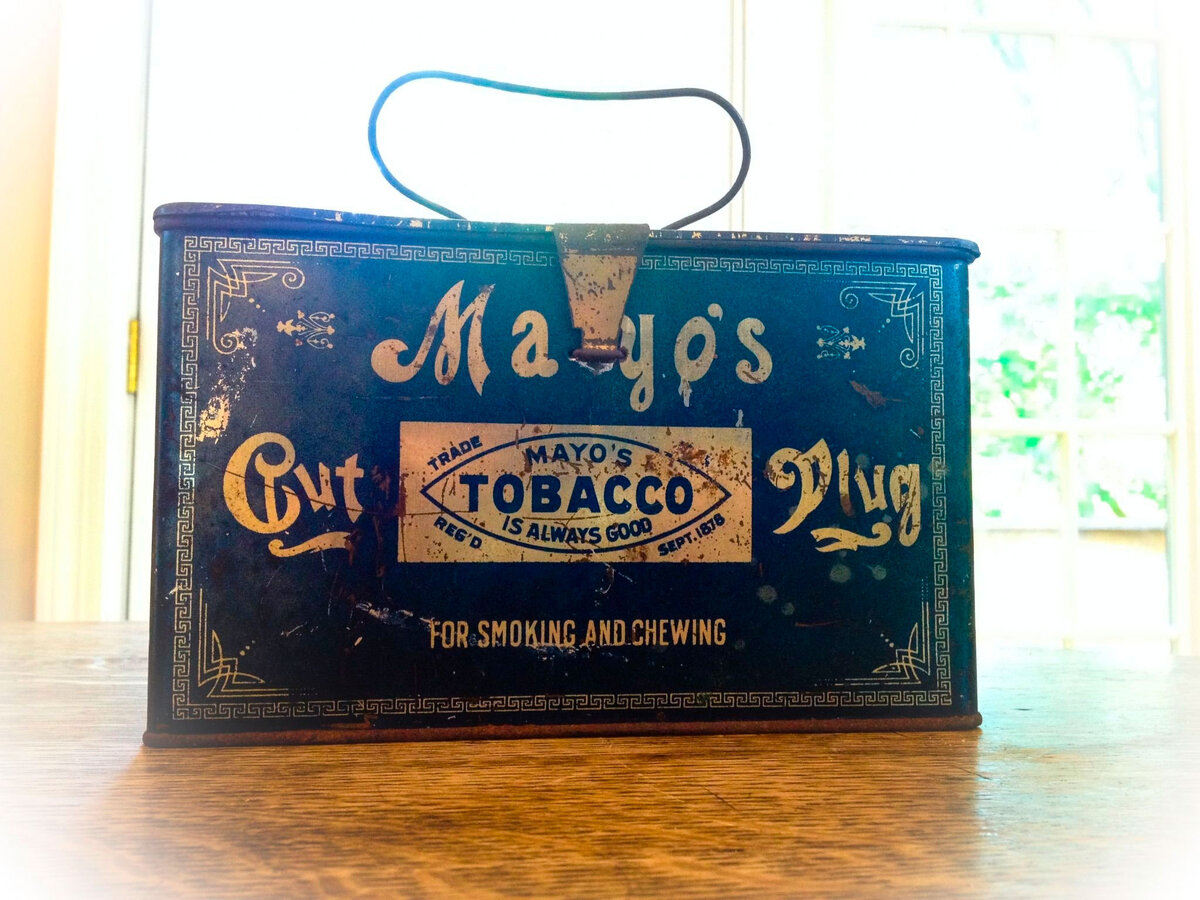 Mayo's
Cut Plug
TRADE
MAYO'S
TOBACCO
IS ALWAYS GOOD
REG'D
SEPT. 1878
FOR SMOKING AND CHEWING